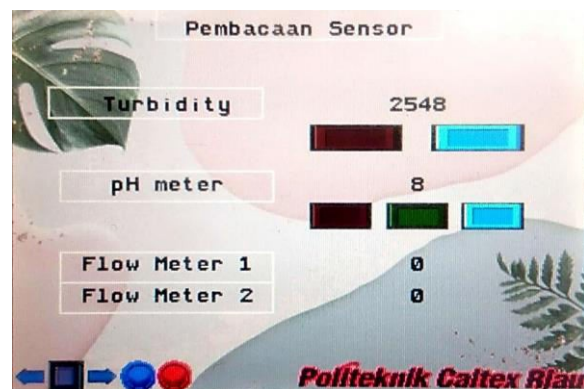 Pembacaan Sensor
Turbidity 2548
pH meter 8
Flow Meter 1 0
Flow Meter 2 0
Politeknik Caltex Riau